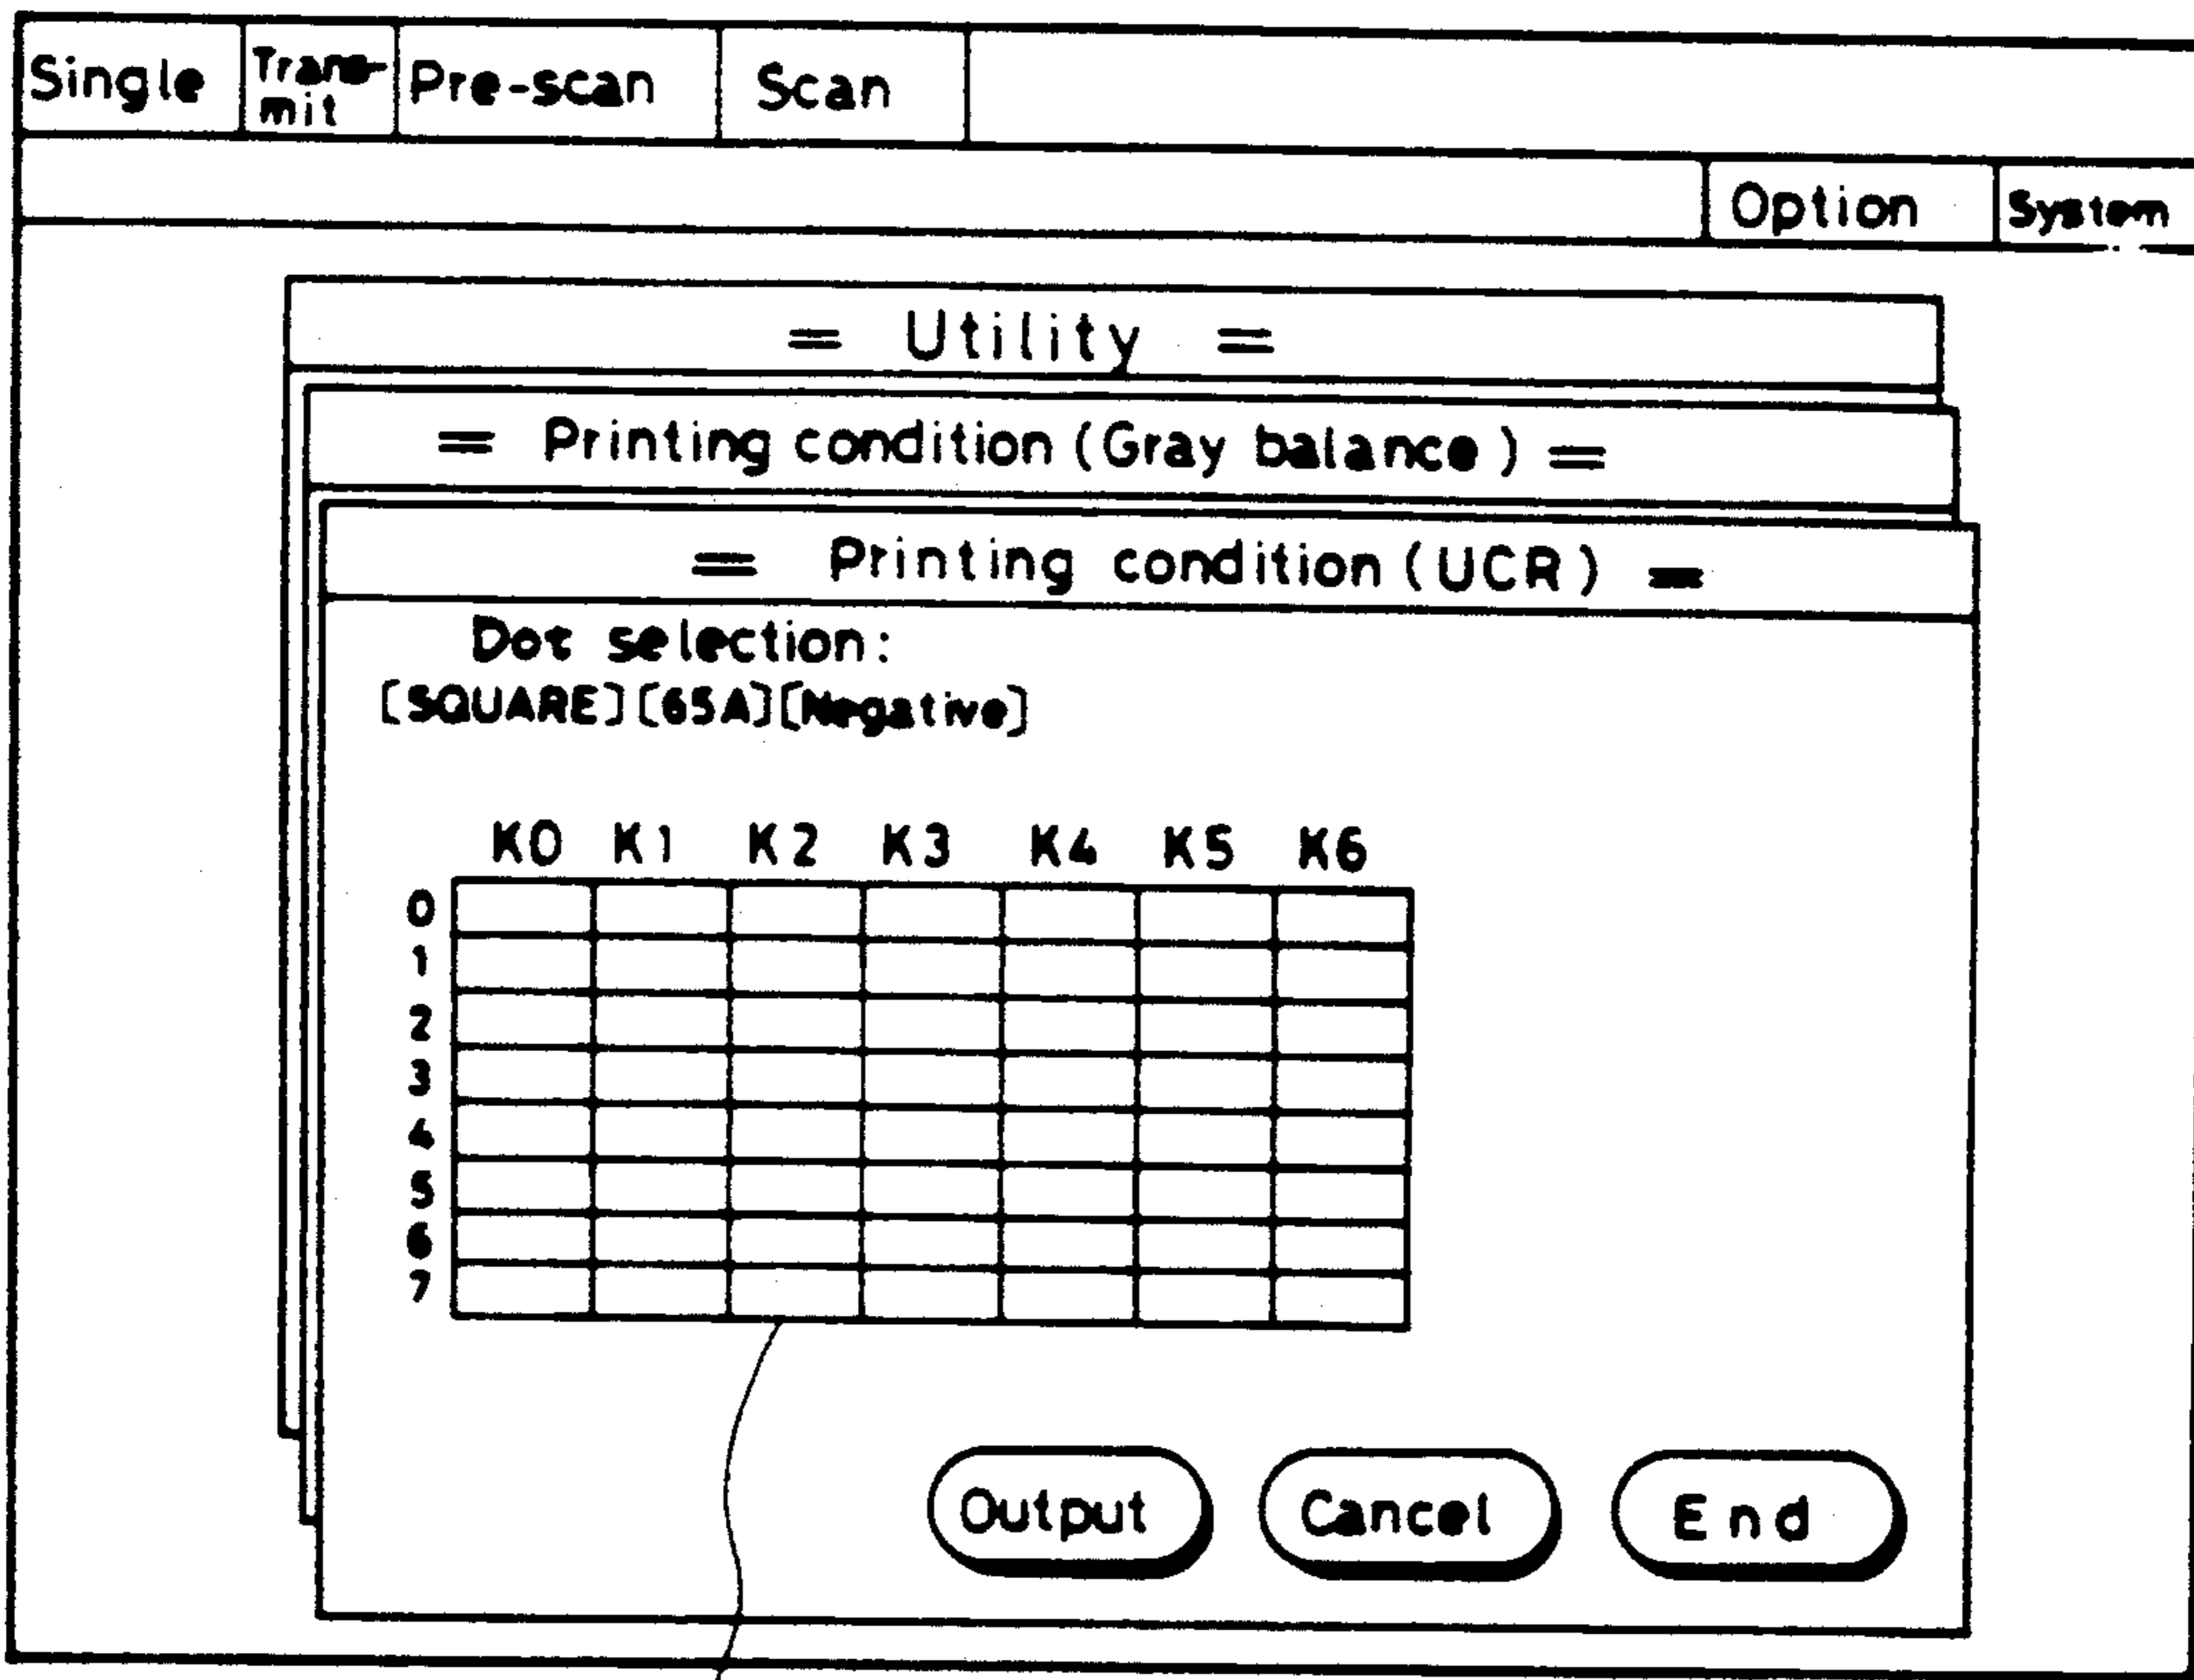 Single Trans-mit Pre-scan Scan
Option System
= Utility =
= Printing condition (Gray balance) =
= Printing condition (UCR) =
Dot selection:
[SQUARE][65A][Negative]
K0 K1 K2 K3 K4 K5 K6
0
1
2
3
4
5
6
7
Output Cancel End